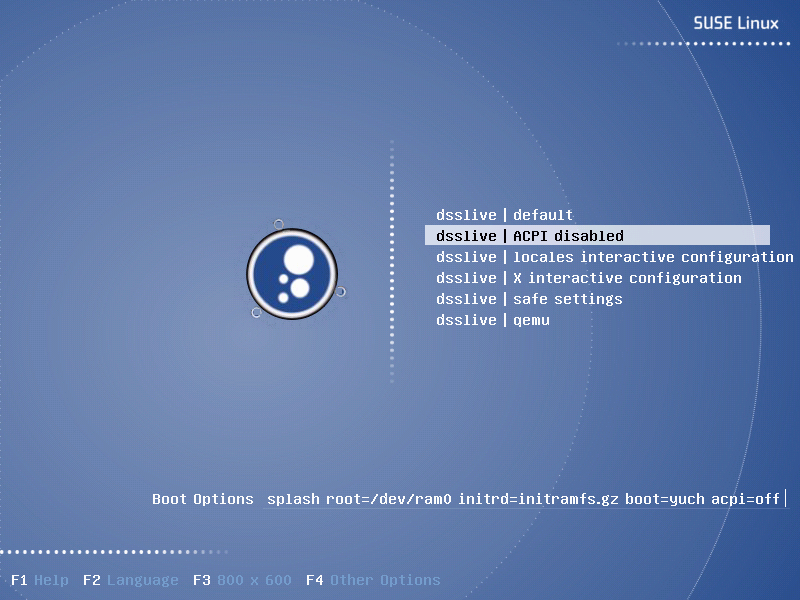 SUSE Linux
dsslive | default
dsslive | ACPI disabled
dsslive | locales interactive configuration
dsslive | X interactive configuration
dsslive | safe settings
dsslive | qemu
Boot Options splash root=/dev/ram0 initrd=initramfs.gz boot=yuch acpi=off
F1 Help F2 Language F3 800 x 600 F4 Other Options